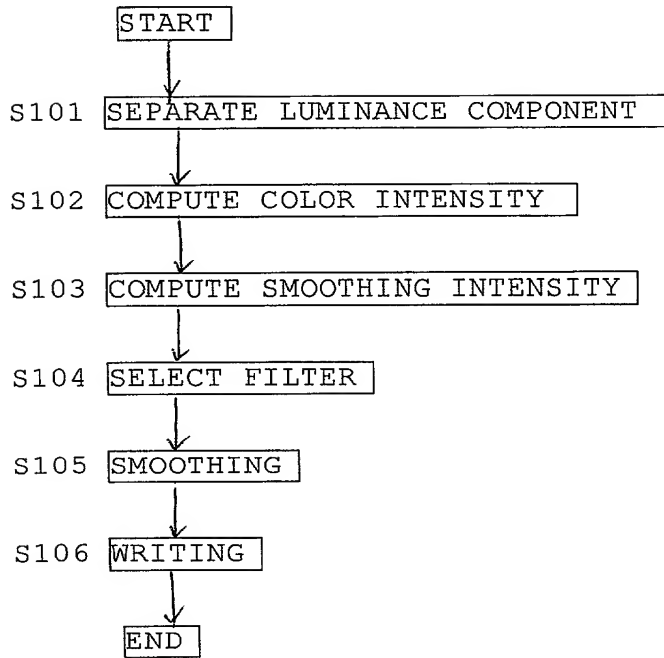 START
S101 SEPARATE LUMINANCE COMPONENT
S102 COMPUTE COLOR INTENSITY
S103 COMPUTE SMOOTHING INTENSITY
S104 SELECT FILTER
S105 SMOOTHING
S106 WRITING
END